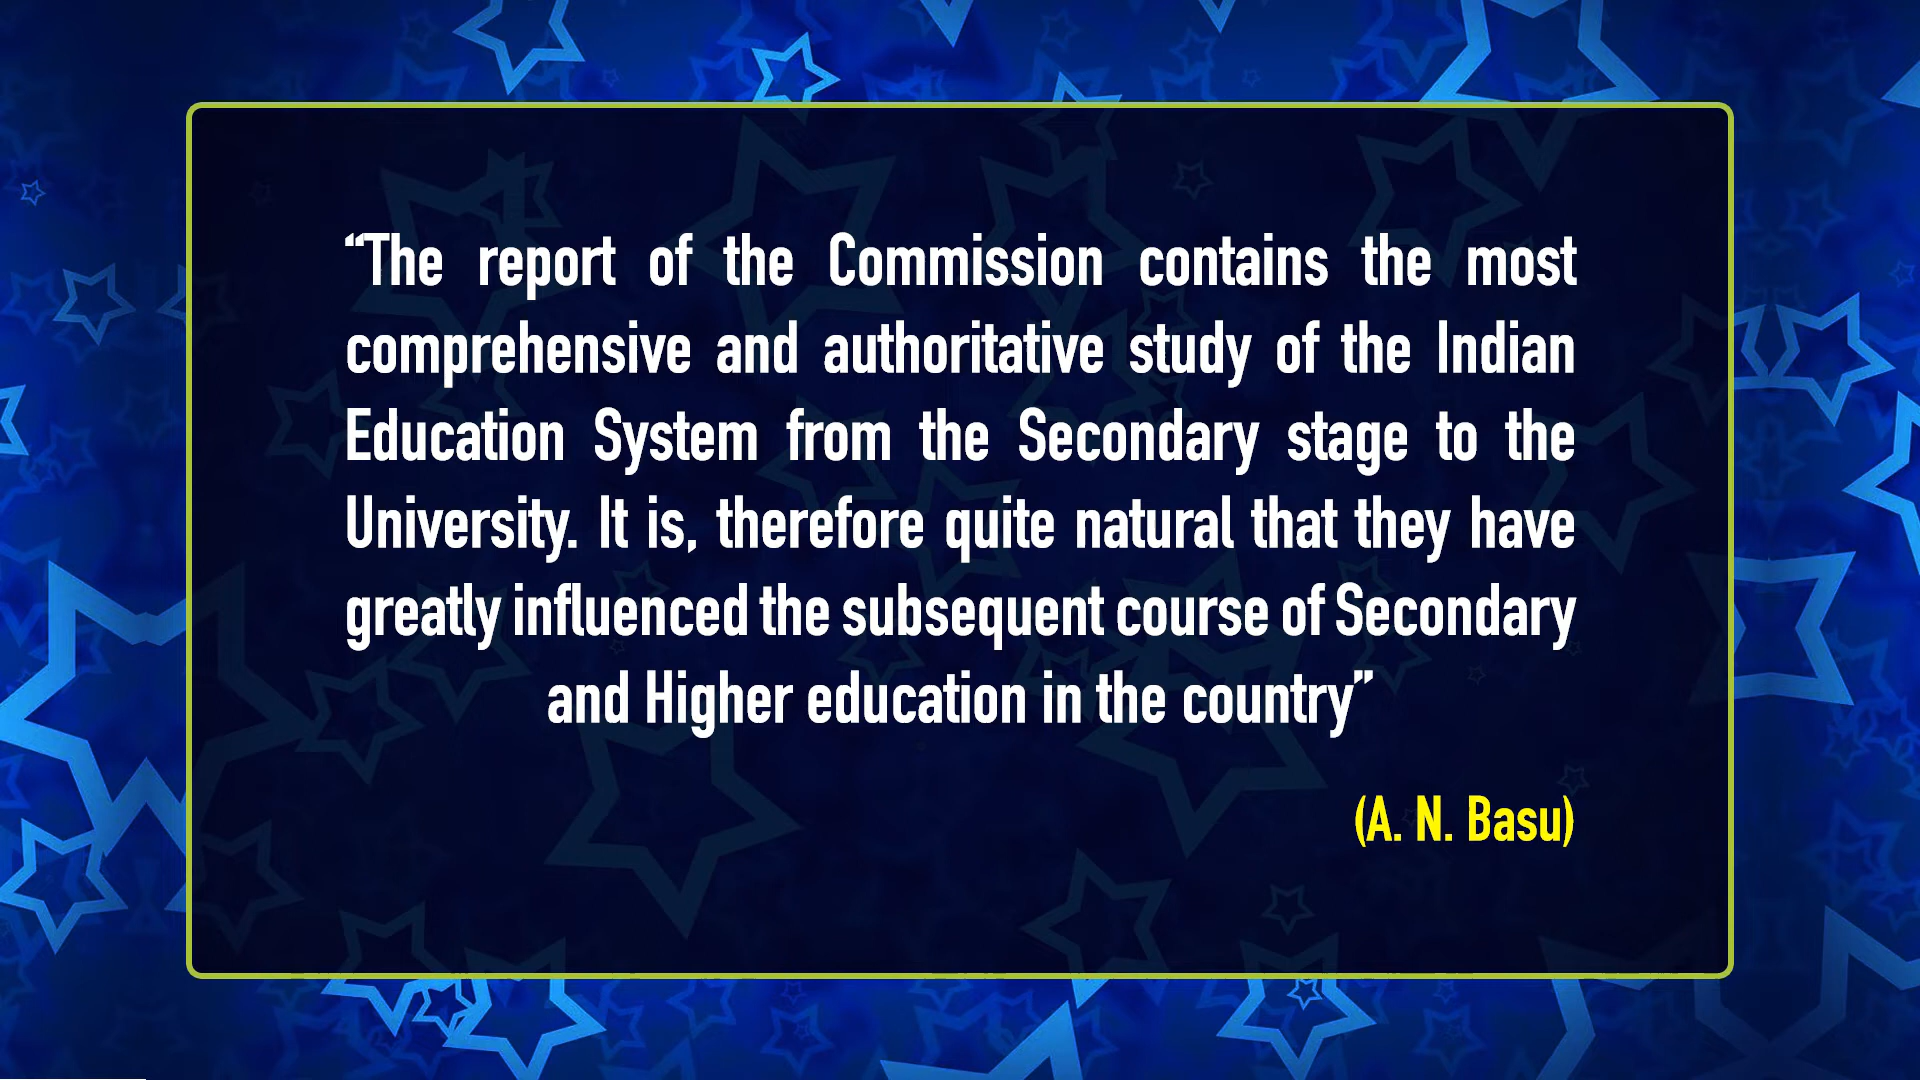 “The report of the Commission contains the most
comprehensive and authoritative study of the Indian
Education System from the Secondary stage to the
University. It is, therefore quite natural that they have
greatly influenced the subsequent course of Secondary
and Higher education in the country”
(A. N. Basu)